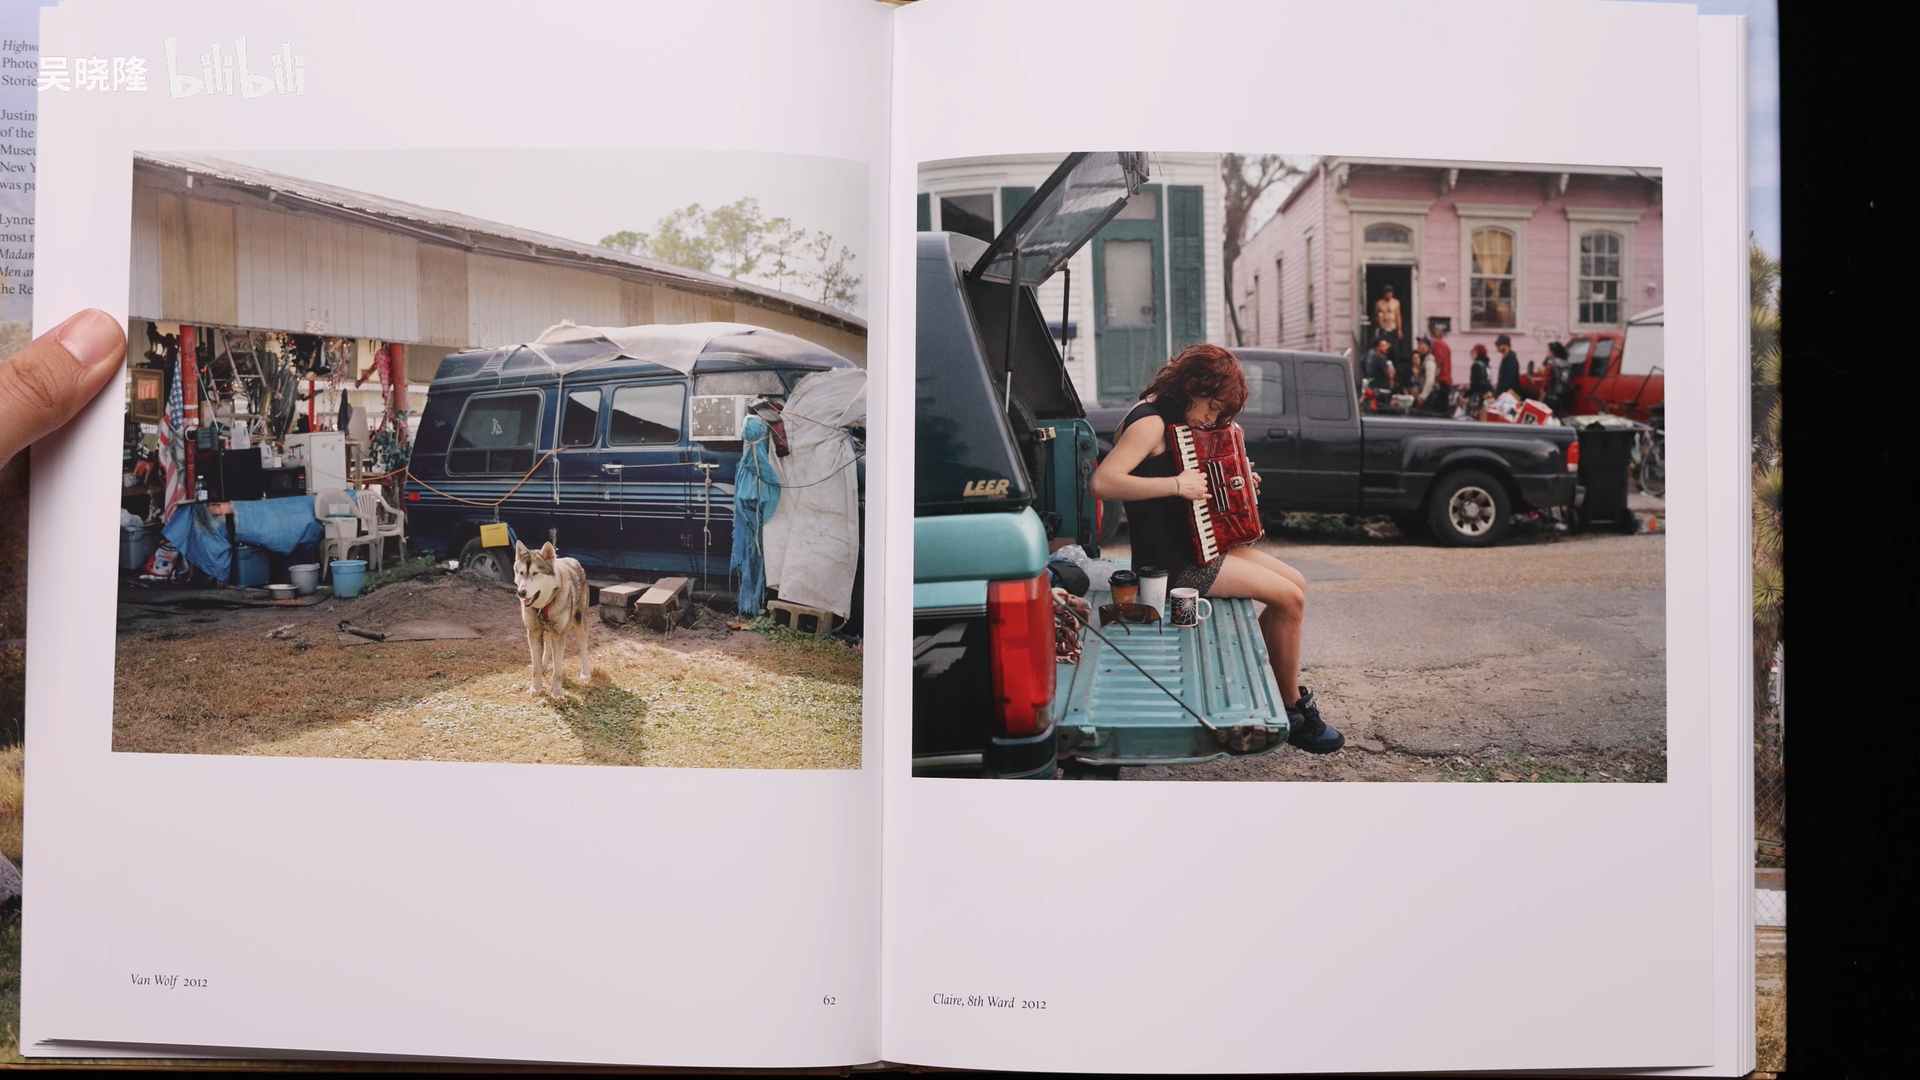 Highw
Photo
Storie
Justin
of the
Museu
New Y
was pu
Lynne
most r
Madan
Men an
the Re
吴晓隆 bilibili
LEER
Van Wolf 2012
62
Claire, 8th Ward 2012